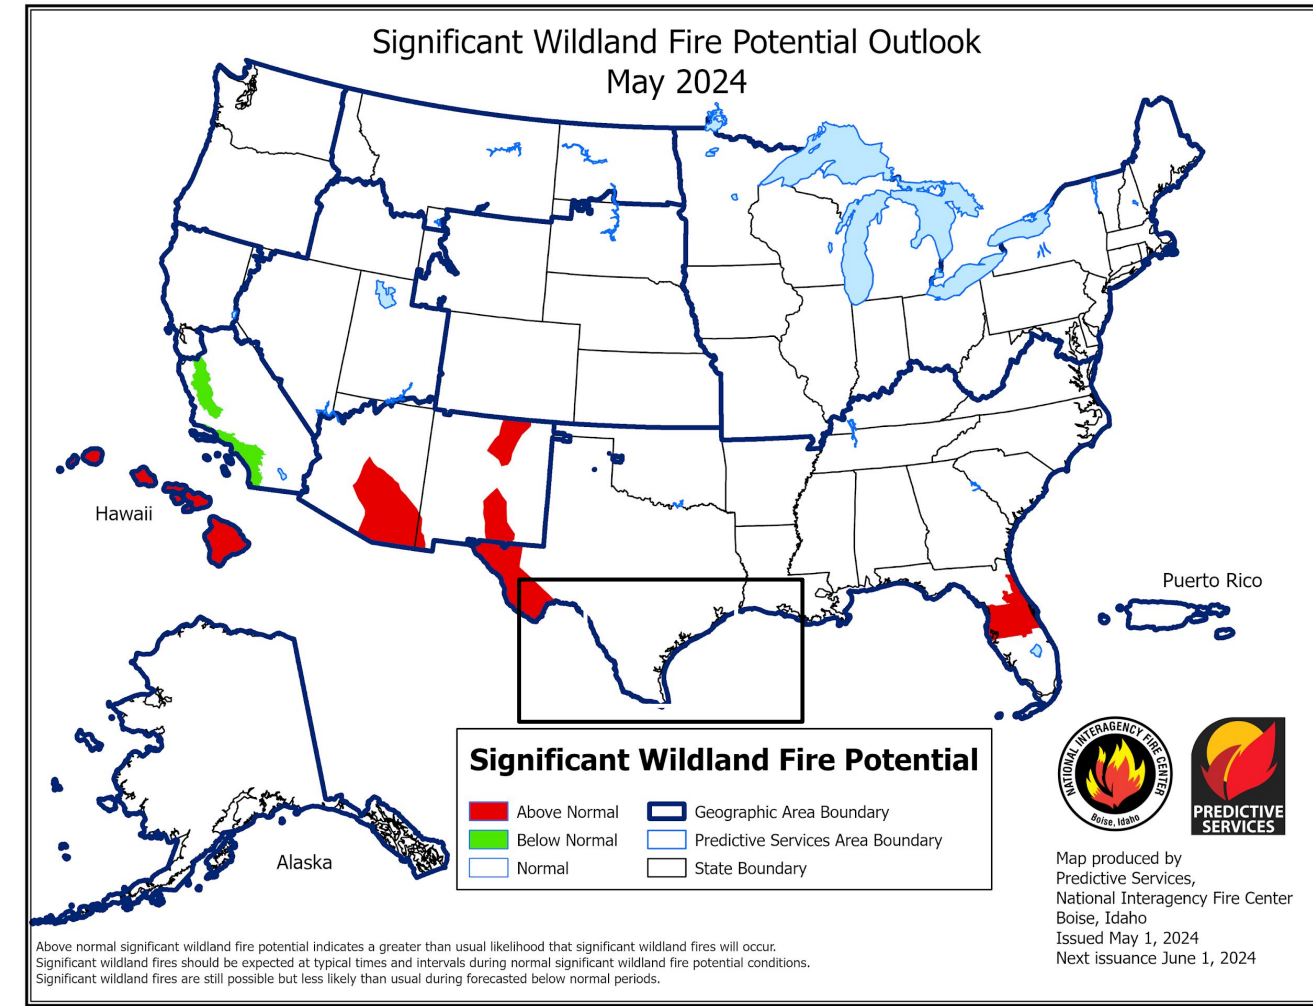 Significant Wildland Fire Potential Outlook
May 2024
Hawaii
Puerto Rico
Alaska
Significant Wildland Fire Potential
Above Normal
Below Normal
Normal
Geographic Area Boundary
Predictive Services Area Boundary
State Boundary
NATIONAL INTERAGENCY FIRE CENTER
Boise, Idaho
PREDICTIVE
SERVICES
Map produced by
Predictive Services,
National Interagency Fire Center
Boise, Idaho
Issued May 1, 2024
Next issuance June 1, 2024
Above normal significant wildland fire potential indicates a greater than usual likelihood that significant wildland fires will occur.
Significant wildland fires should be expected at typical times and intervals during normal significant wildland fire potential conditions.
Significant wildland fires are still possible but less likely than usual during forecasted below normal periods.